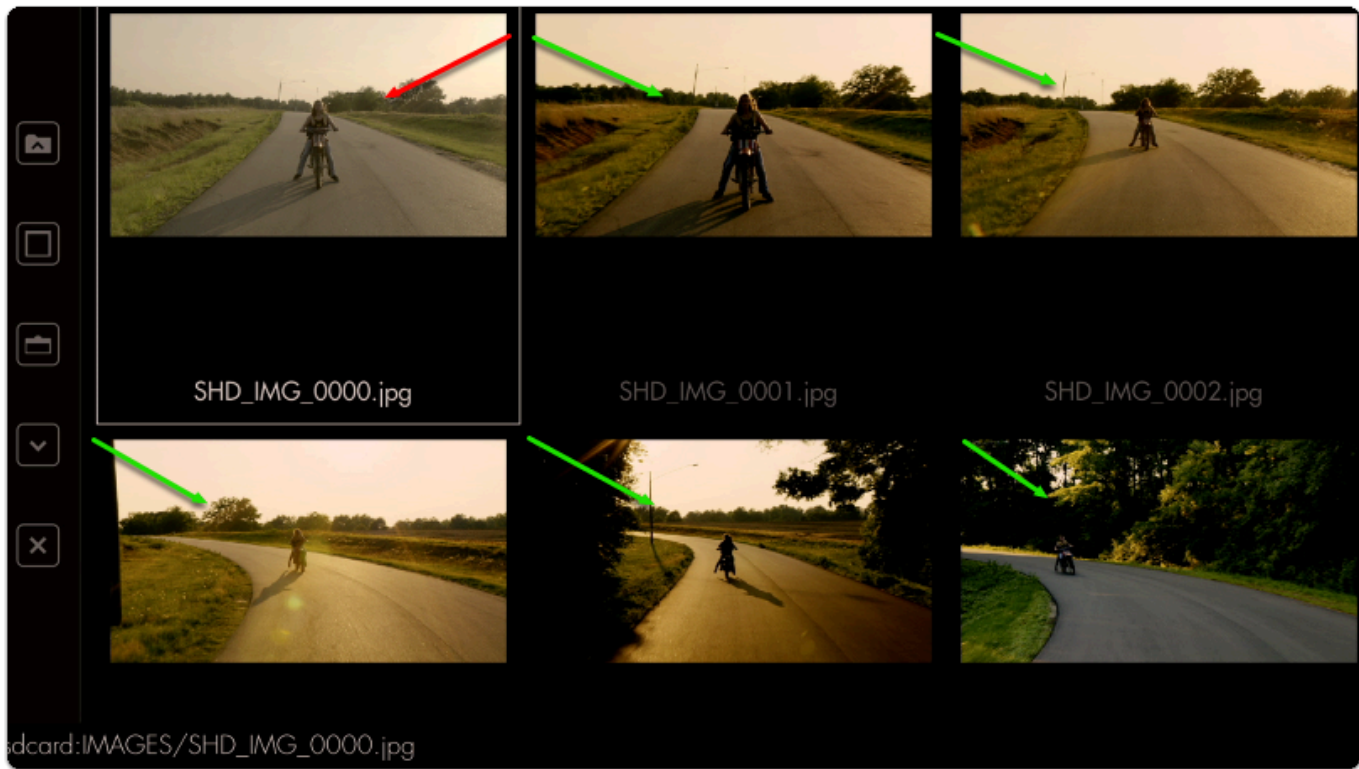 SHD_IMG_0000.jpg
SHD_IMG_0001.jpg
SHD_IMG_0002.jpg
sdcard:IMAGES/SHD_IMG_0000.jpg